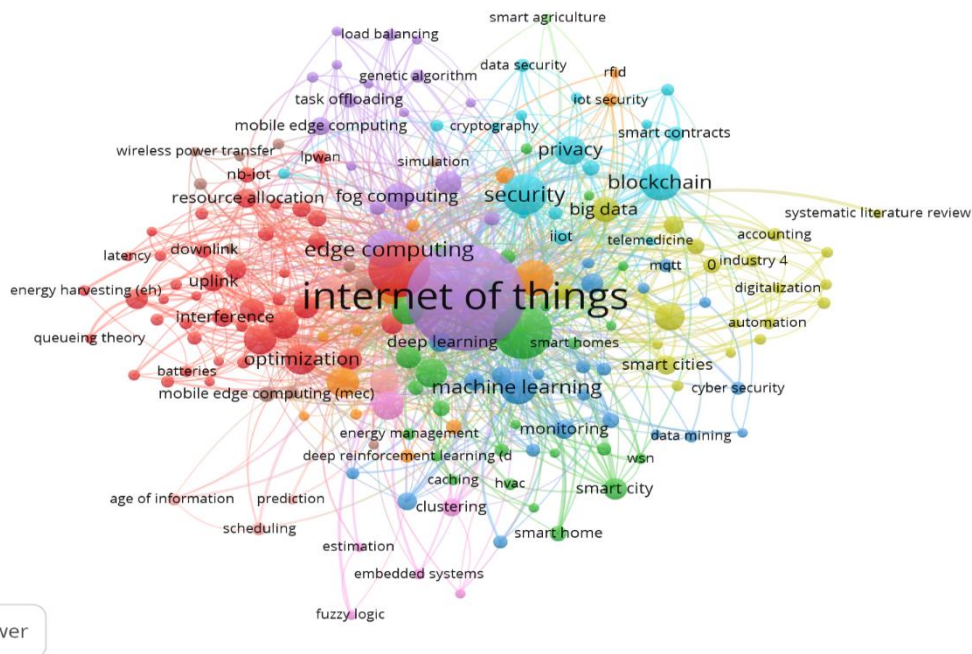 smart agriculture
load balancing
data security
rfid
genetic algorithm
task offloading
iot security
mobile edge computing
cryptography
smart contracts
wireless power transfer
lpwan
simulation
privacy
nb-iot
blockchain
resource allocation
fog computing
security
big data
systematic literature review
accounting
iiot
telemedicine
latency
downlink
edge computing
mqtt
0
industry 4
uplink
energy harvesting (eh)
internet of things
digitalization
interference
automation
queueing theory
deep learning
smart homes
optimization
smart cities
batteries
machine learning
cyber security
mobile edge computing (mec)
energy management
monitoring
data mining
deep reinforcement learning (d
wsn
caching
hvac
smart city
age of information
prediction
clustering
scheduling
smart home
estimation
embedded systems
fuzzy logic
wer